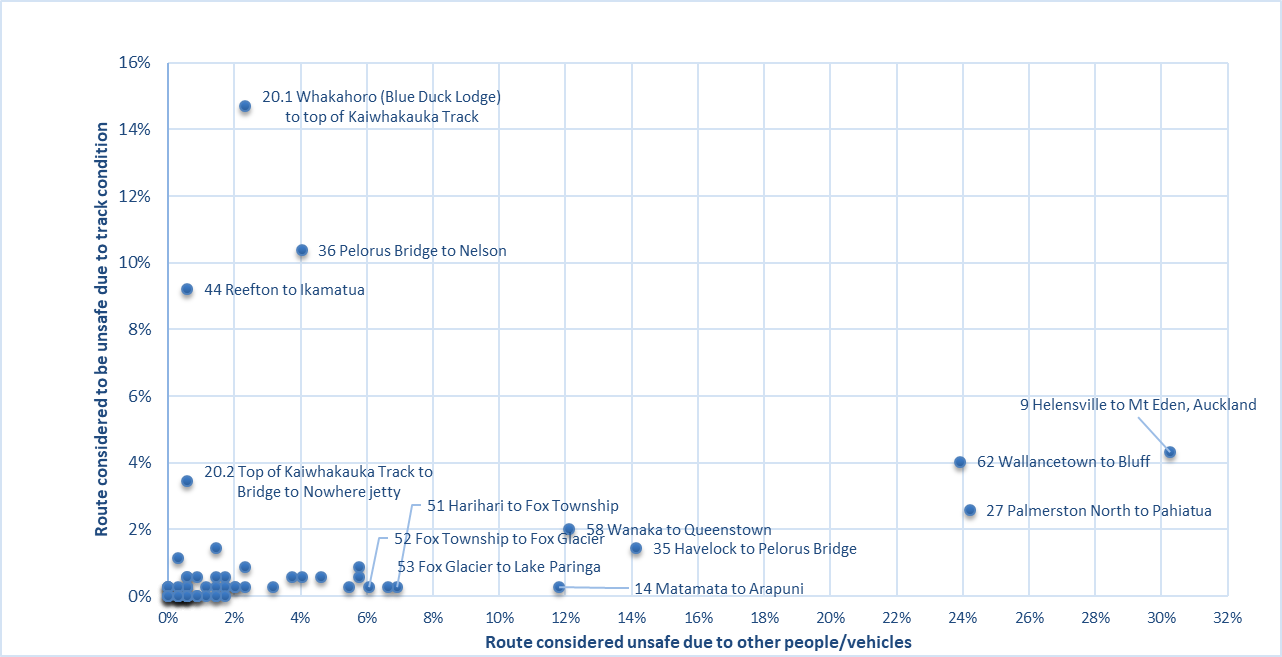 16%
14%
12%
10%
8%
6%
4%
2%
0%
Route considered to be unsafe due to track condition
20.1 Whakahoro (Blue Duck Lodge)
to top of Kaiwhakauka Track
36 Pelorus Bridge to Nelson
44 Reefton to Ikamatua
9 Helensville to Mt Eden, Auckland
62 Wallancetown to Bluff
20.2 Top of Kaiwhakauka Track to
Bridge to Nowhere jetty
27 Palmerston North to Pahiatua
51 Harihari to Fox Township
58 Wanaka to Queenstown
52 Fox Township to Fox Glacier
35 Havelock to Pelorus Bridge
53 Fox Glacier to Lake Paringa
14 Matamata to Arapuni
0% 2% 4% 6% 8% 10% 12% 14% 16% 18% 20% 22% 24% 26% 28% 30% 32%
Route considered unsafe due to other people/vehicles